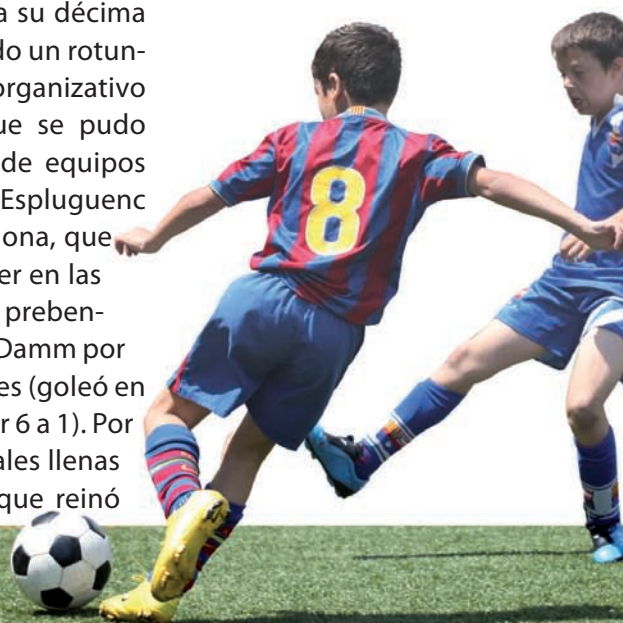 a su décima
do un rotun-
organizativo
ue se pudo
de equipos
Espluguenc
ona, que
er en las
preben-
Damm por
es (goleó en
r 6 a 1). Por
ales llenas
que reinó
8